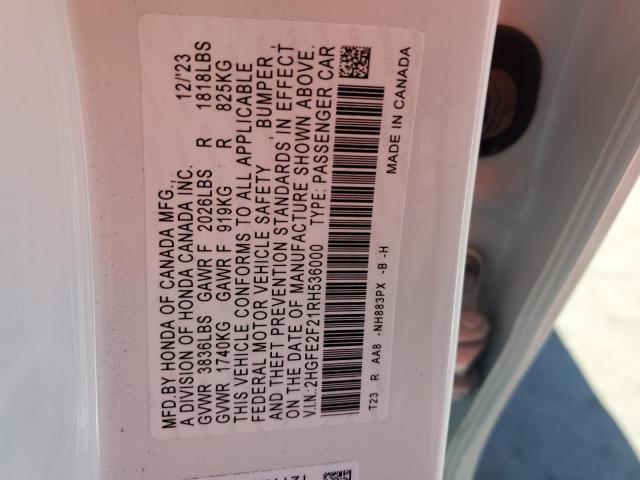 MFD.BY HONDA OF CANADA MFG., 12/'23
A DIVISION OF HONDA CANADA INC.
GVWR 3838LBS GAWR F 2026LBS R 1818LBS
GVWR 1740KG GAWR F 919KG R 825KG
THIS VEHICLE CONFORMS TO ALL APPLICABLE
FEDERAL MOTOR VEHICLE SAFETY , BUMPER ,
AND THEFT PREVENTION STANDARDS IN EFFECT
ON THE DATE OF MANUFACTURE SHOWN ABOVE.
V.I.N.:2HGFE2F21RH536000 TYPE: PASSENGER CAR
T23 R AA8 -NH883PX -B -H
MADE IN CANADA